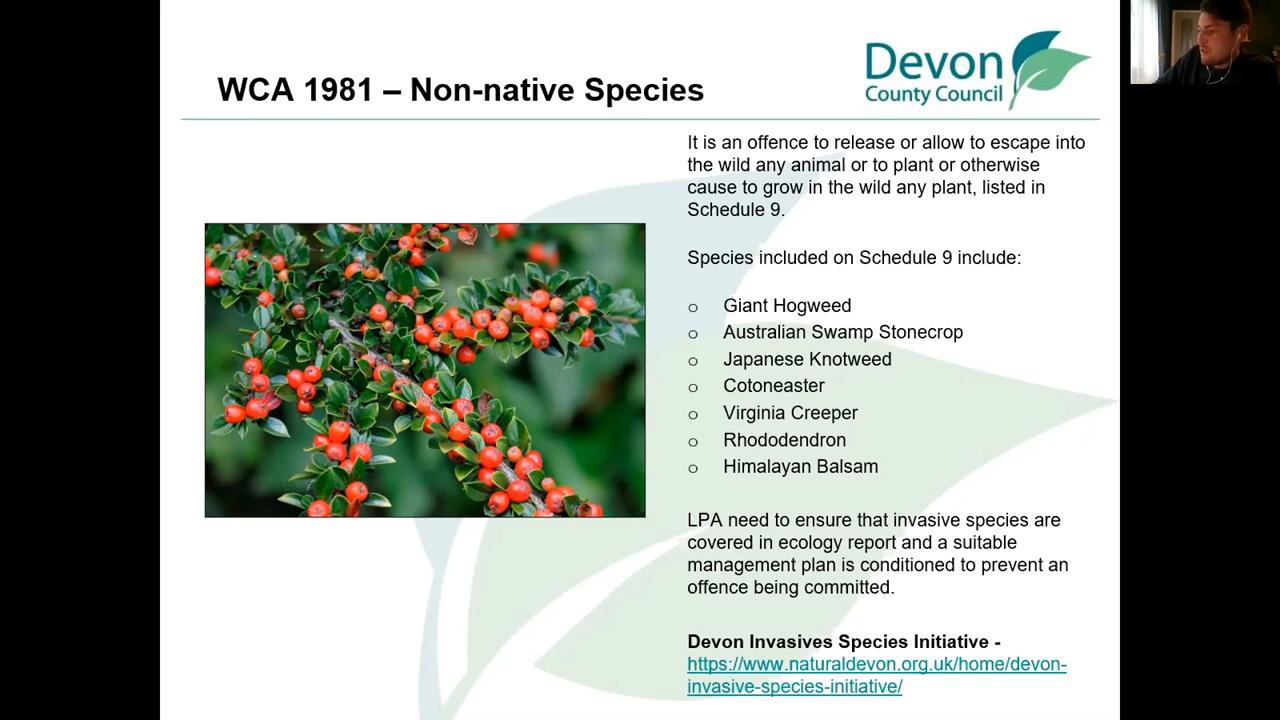 WCA 1981 – Non-native Species
Devon
County Council
It is an offence to release or allow to escape into
the wild any animal or to plant or otherwise
cause to grow in the wild any plant, listed in
Schedule 9.
Species included on Schedule 9 include:
o Giant Hogweed
o Australian Swamp Stonecrop
o Japanese Knotweed
o Cotoneaster
o Virginia Creeper
o Rhododendron
o Himalayan Balsam
LPA need to ensure that invasive species are
covered in ecology report and a suitable
management plan is conditioned to prevent an
offence being committed.
Devon Invasives Species Initiative -
https://www.naturaldevon.org.uk/home/devon-
invasive-species-initiative/